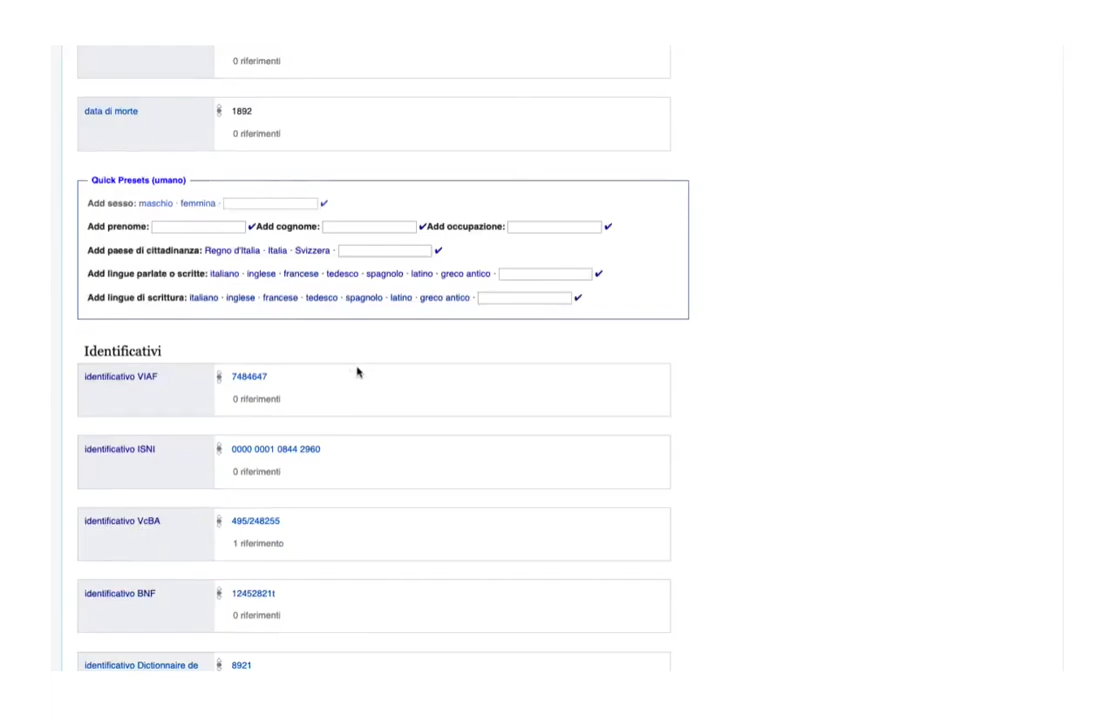 0 riferimenti
data di morte
1892
0 riferimenti
Quick Presets (umano)
Add sesso: maschio · femmina ·
Add prenome: ✔Add cognome: ✔Add occupazione: ✔
Add paese di cittadinanza: Regno d'Italia · Italia · Svizzera · ✔
Add lingue parlate o scritte: italiano · inglese · francese · tedesco · spagnolo · latino · greco antico · ✔
Add lingue di scrittura: italiano · inglese · francese · tedesco · spagnolo · latino · greco antico · ✔
Identificativi
identificativo VIAF
7484647
0 riferimenti
identificativo ISNI
0000 0001 0844 2960
0 riferimenti
identificativo VcBA
495/248255
1 riferimento
identificativo BNF
12452821t
0 riferimenti
identificativo Dictionnaire de
8921